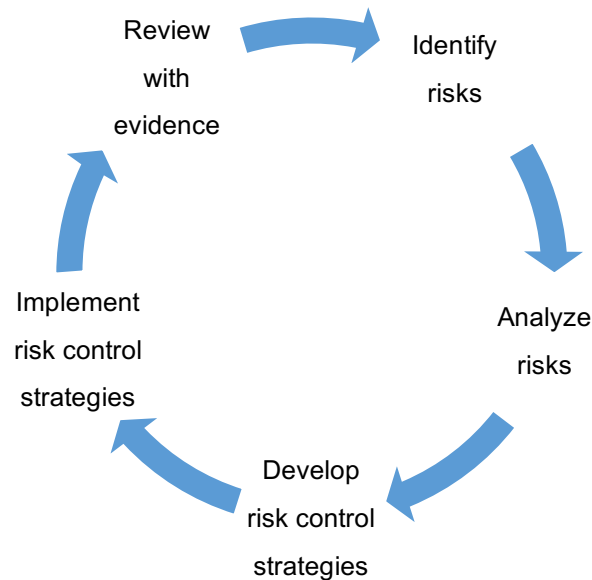 Review
with
evidence
Identify
risks
Analyze
risks
Develop
risk control
strategies
Implement
risk control
strategies